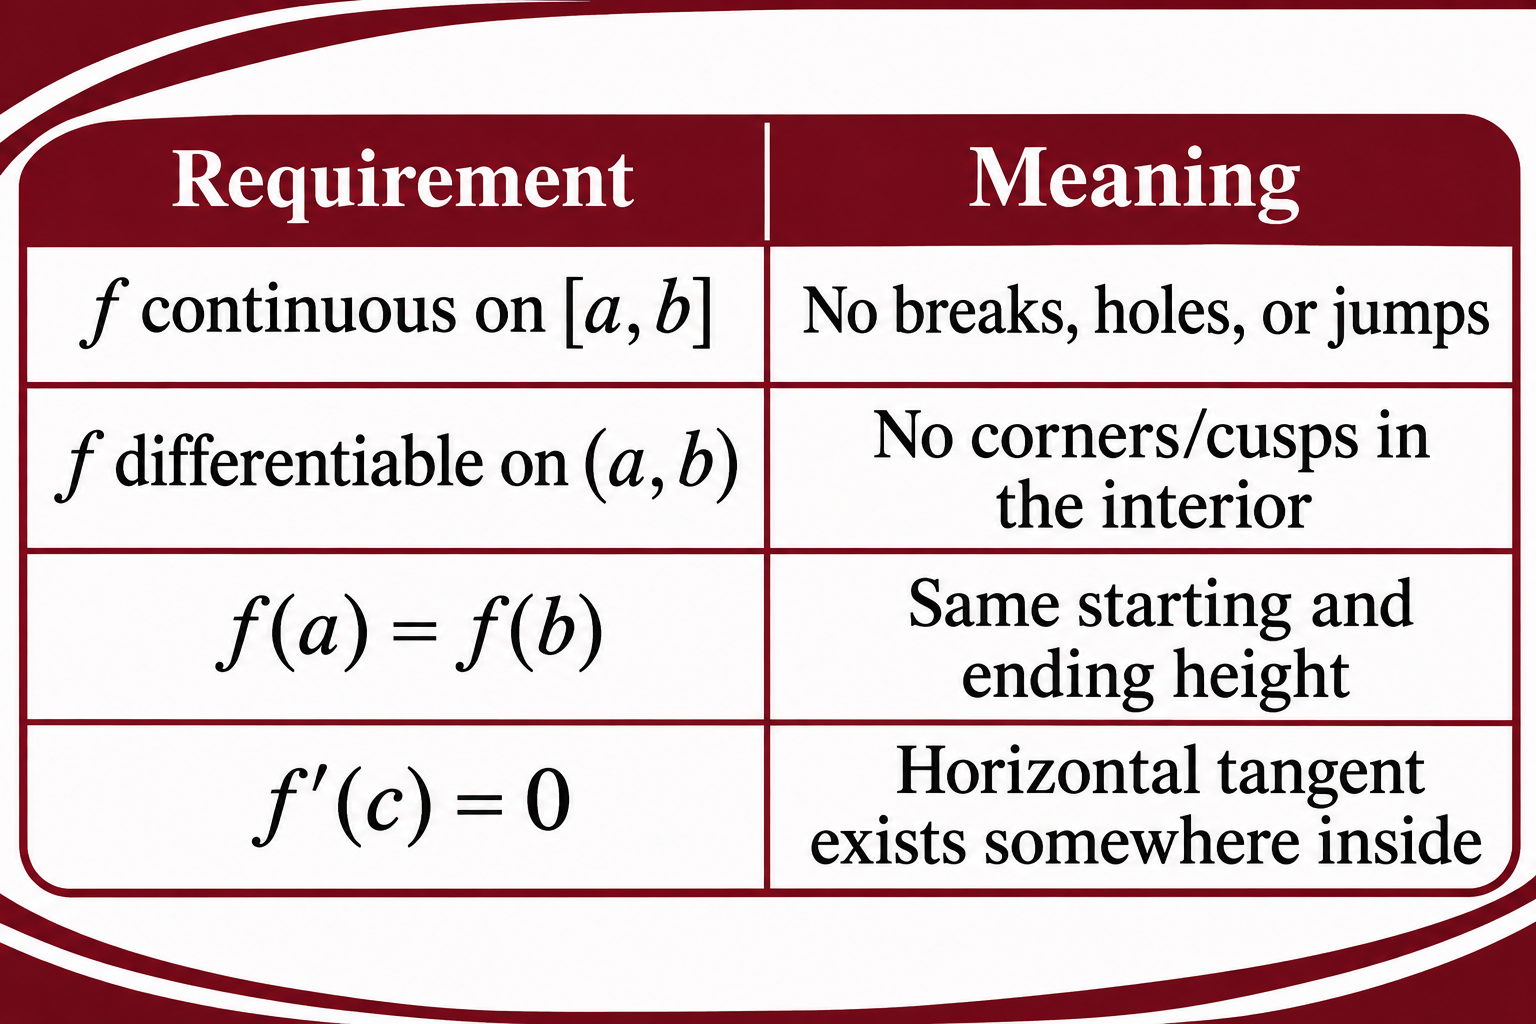 Requirement
Meaning
f continuous on [a, b]
No breaks, holes, or jumps
f differentiable on (a, b)
No corners/cusps in
the interior
f(a) = f(b)
Same starting and
ending height
f′(c) = 0
Horizontal tangent
exists somewhere inside